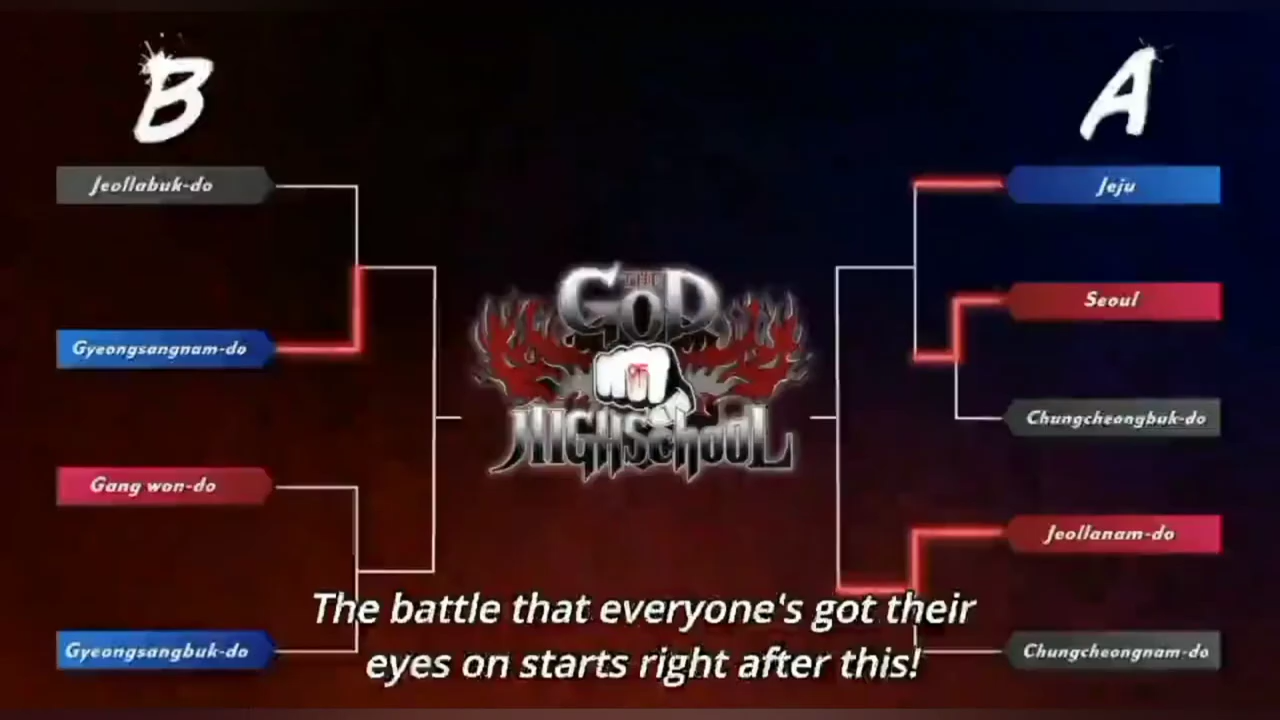 B
A
Jeollabuk-do
Jeju
Gyeongsangnam-do
Seoul
Chungcheongbuk-do
THE
GOD
OF
HIGHSCHOOL
Gang won-do
Jeollanam-do
Gyeongsangbuk-do
Chungcheongnam-do
The battle that everyone's got their
eyes on starts right after this!